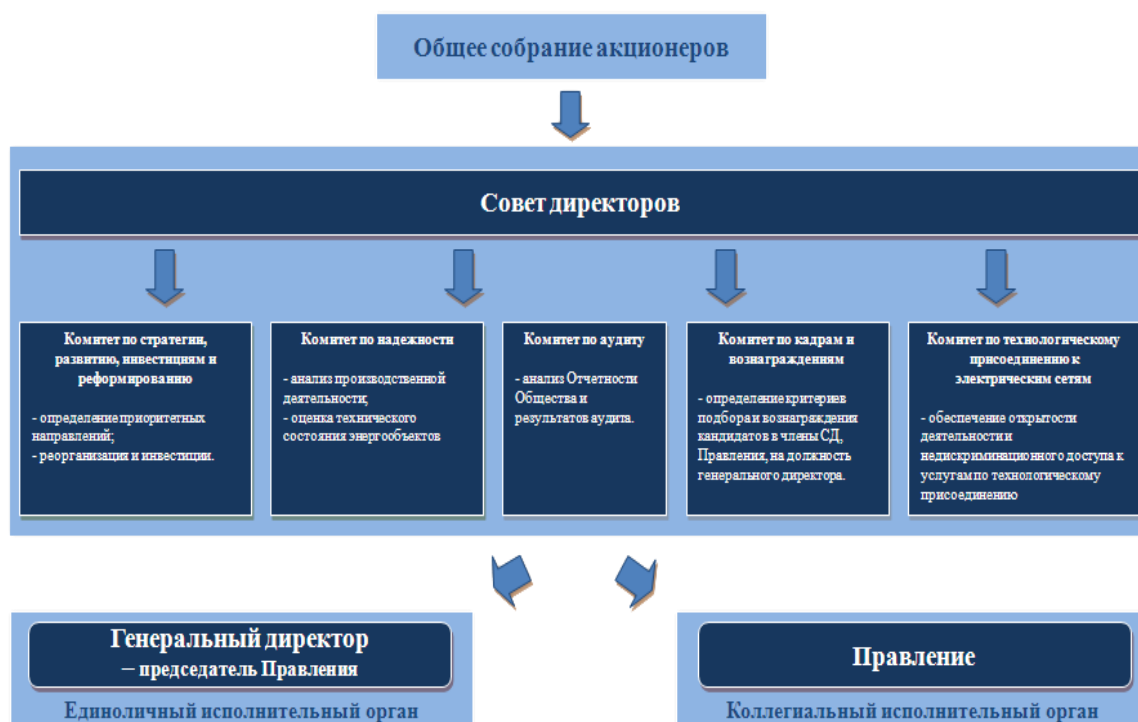 Общее собрание акционеров
Совет директоров
Комитет по стратегии,
развитию, инвестициям и
реформированию
- определение приоритетных
направлений;
- реорганизация и инвестиции.
Комитет по надежности
- анализ производственной
деятельности;
- оценка технического
состояния энергообъектов
Комитет по аудиту
- анализ Отчетности
Общества и
результатов аудита.
Комитет по кадрам и
вознаграждениям
- определение критериев
подбора и вознаграждения
кандидатов в члены СД,
Правления, на должность
генерального директора.
Комитет по технологическому
присоединению к
электрическим сетям
- обеспечение открытости
деятельности и
недискриминационного доступа к
услугам по технологическому
присоединению
Генеральный директор
– председатель Правления
Единоличный исполнительный орган
Правление
Коллегиальный исполнительный орган